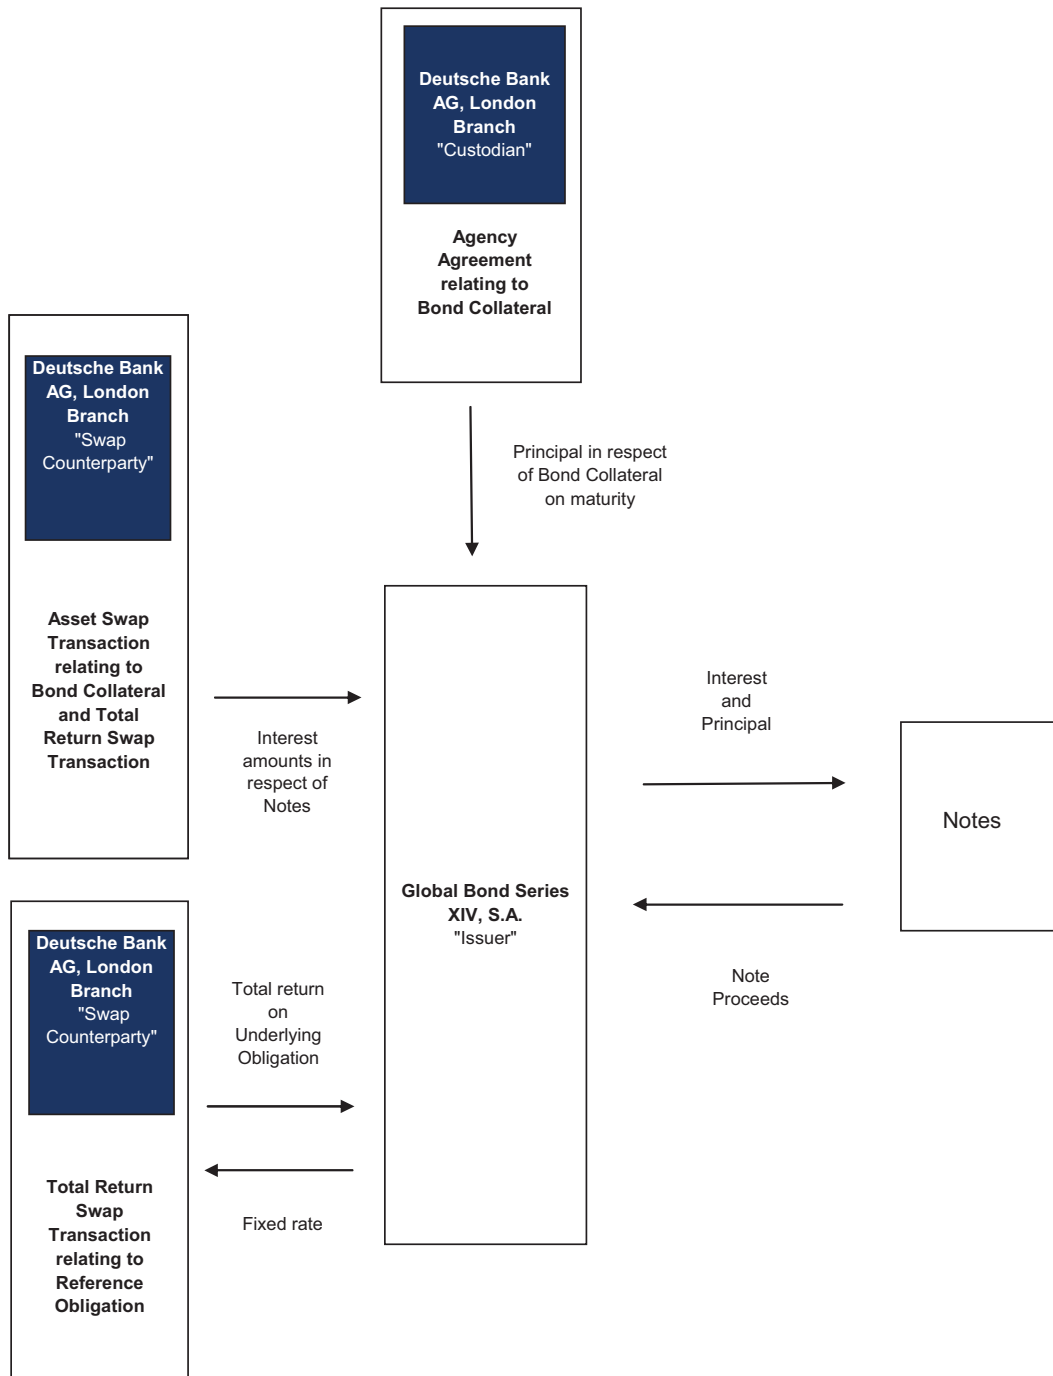 Deutsche Bank
AG, London
Branch
"Custodian"
Agency
Agreement
relating to
Bond Collateral
Deutsche Bank
AG, London
Branch
"Swap
Counterparty"
Asset Swap
Transaction
relating to
Bond Collateral
and Total
Return Swap
Transaction
Principal in respect
of Bond Collateral
on maturity
Interest
amounts in
respect of
Notes
Interest
and
Principal
Notes
Global Bond Series
XIV, S.A.
"Issuer"
Note
Proceeds
Deutsche Bank
AG, London
Branch
"Swap
Counterparty"
Total return
on
Underlying
Obligation
Fixed rate
Total Return
Swap
Transaction
relating to
Reference
Obligation